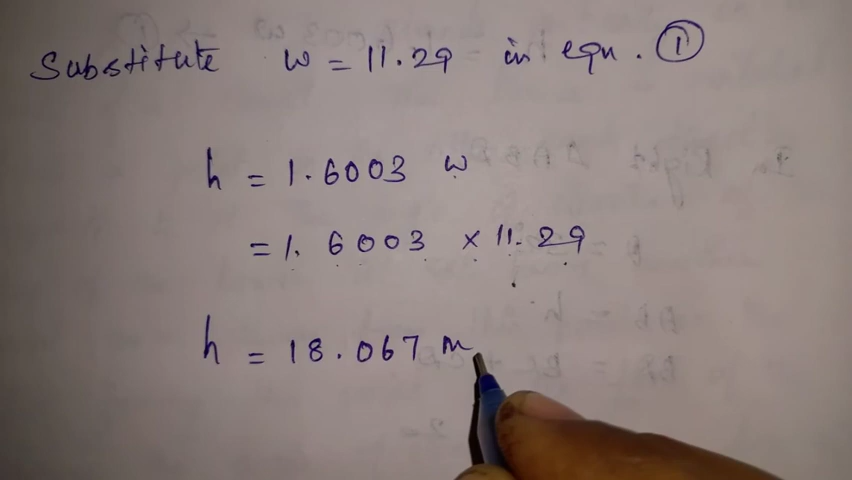 Substitute w = 11.29 in eqn. ①
h = 1.6003 w
= 1.6003 × 11.29
h = 18.067 m